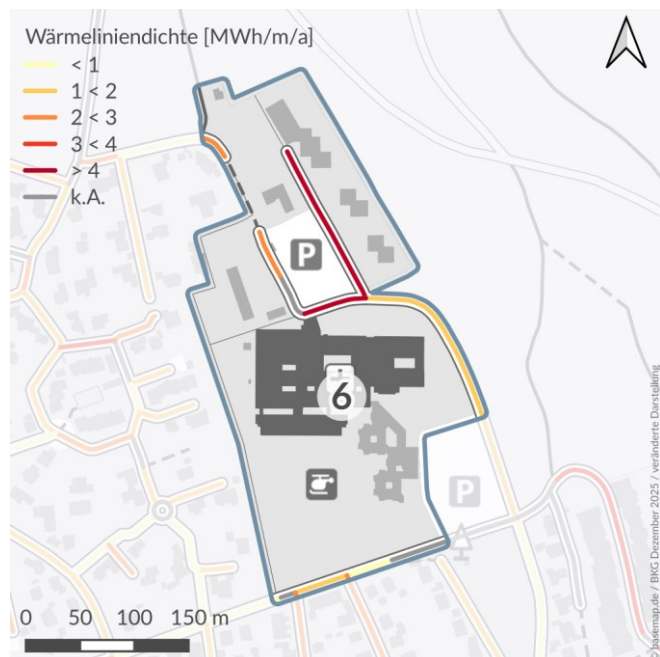 Wärmeliniendichte [MWh/m/a]
< 1
1 < 2
2 < 3
3 < 4
> 4
k.A.
P
6
P
0 50 100 150 m
© basemap.de / BKG Dezember 2025 / veränderte Darstellung